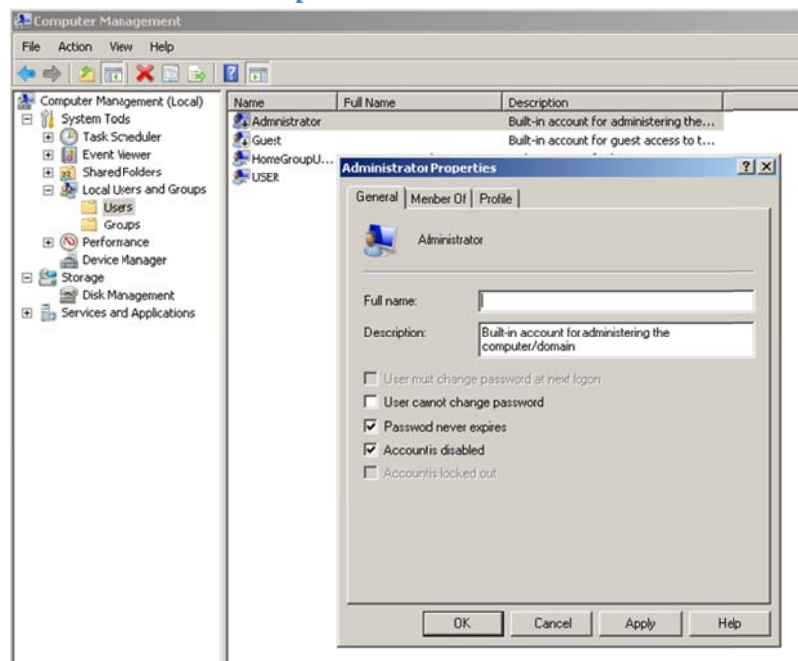 Computer Management
File Action View Help
Computer Management (Local)
System Tools
Task Scheduler
Event Viewer
Shared Folders
Local Users and Groups
Users
Groups
Performance
Device Manager
Storage
Disk Management
Services and Applications
Name Full Name Description
Administrator Built-in account for administering the...
Guest Built-in account for guest access to t...
HomeGroupU...
USER
Administrator Properties
General Member Of Profile
Administrator
Full name:
Description: Built-in account for administering the
computer/domain
User must change password at next logon
User cannot change password
Password never expires
Account is disabled
Account is locked out
OK Cancel Apply Help